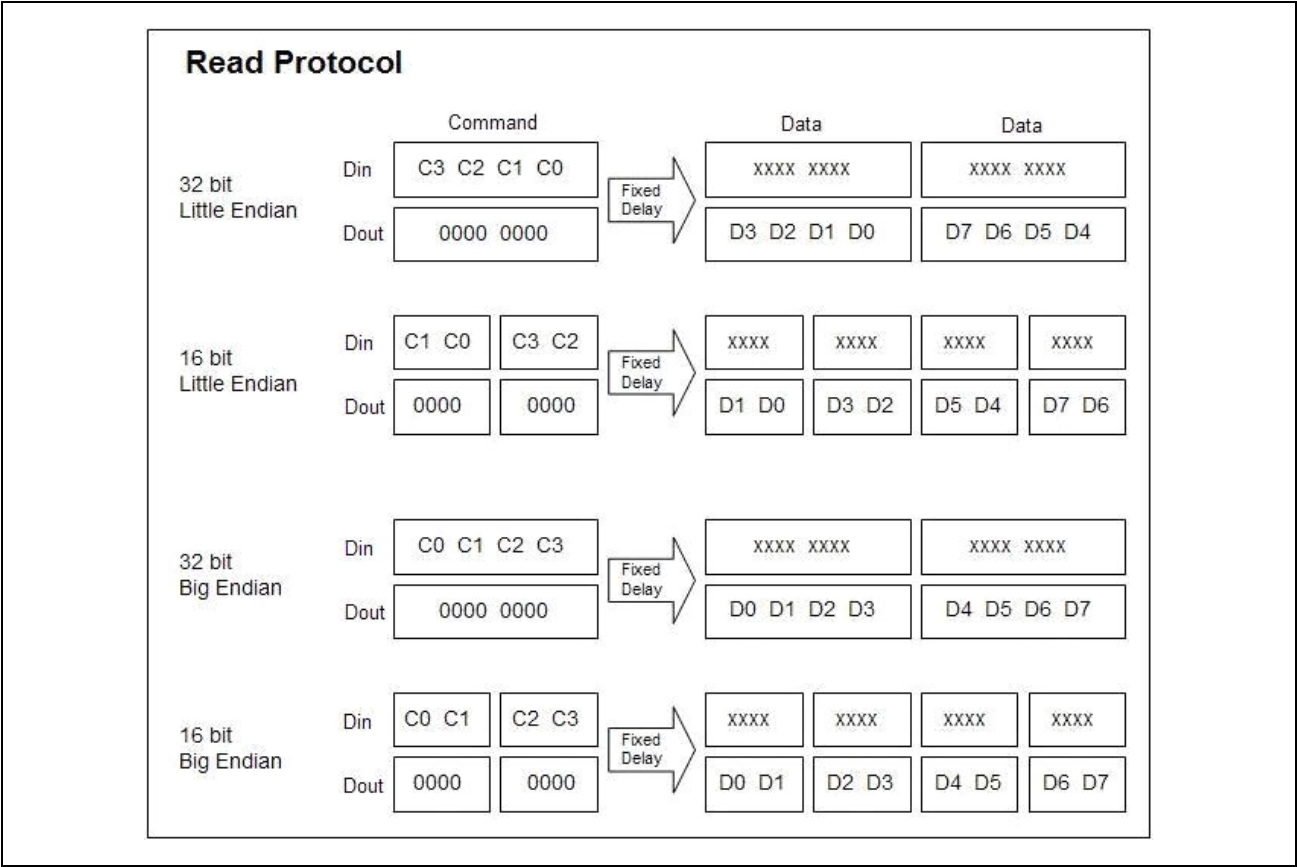 Read Protocol
Command Data Data
32 bit
Little Endian
Din C3 C2 C1 C0 Fixed Delay XXXX XXXX XXXX XXXX
Dout 0000 0000 D3 D2 D1 D0 D7 D6 D5 D4
16 bit
Little Endian
Din C1 C0 C3 C2 Fixed Delay XXXX XXXX XXXX XXXX
Dout 0000 0000 D1 D0 D3 D2 D5 D4 D7 D6
32 bit
Big Endian
Din C0 C1 C2 C3 Fixed Delay XXXX XXXX XXXX XXXX
Dout 0000 0000 D0 D1 D2 D3 D4 D5 D6 D7
16 bit
Big Endian
Din C0 C1 C2 C3 Fixed Delay XXXX XXXX XXXX XXXX
Dout 0000 0000 D0 D1 D2 D3 D4 D5 D6 D7